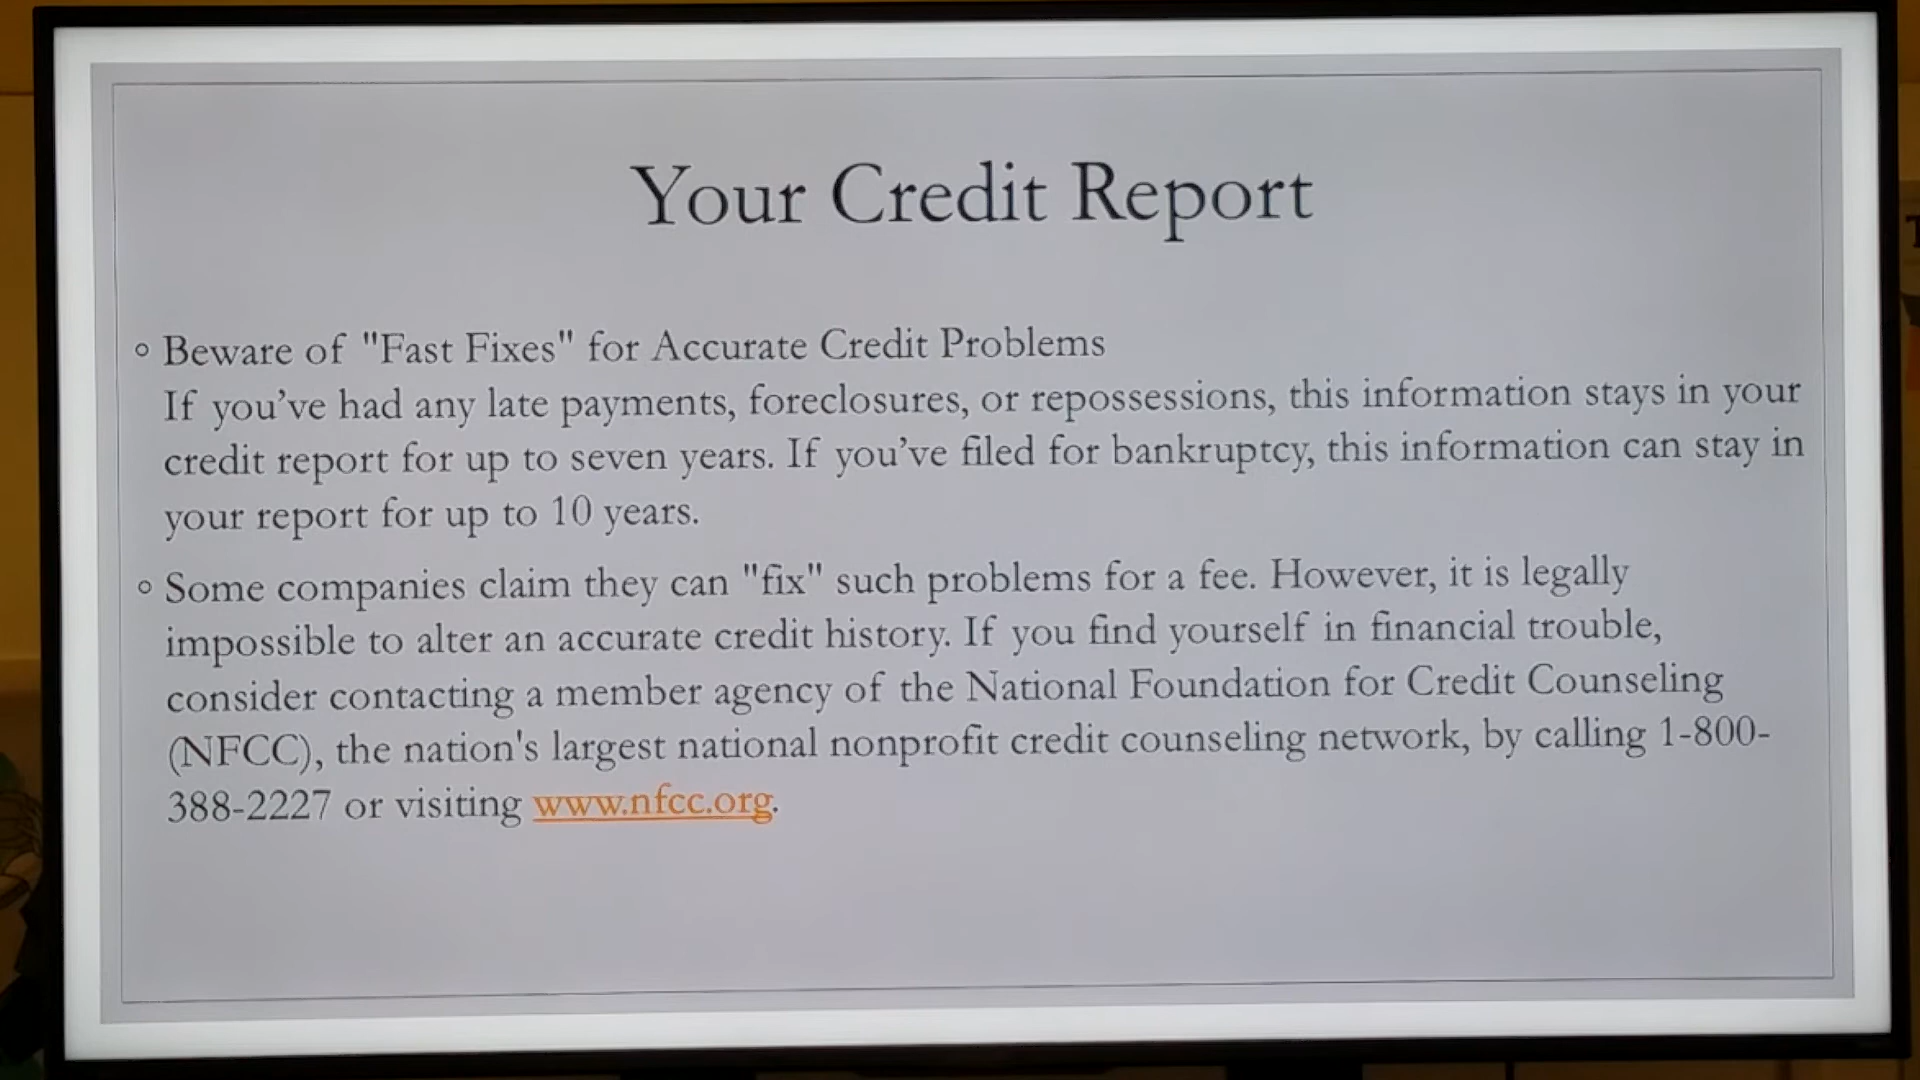 Your Credit Report
Beware of "Fast Fixes" for Accurate Credit Problems
If you’ve had any late payments, foreclosures, or repossessions, this information stays in your
credit report for up to seven years. If you’ve filed for bankruptcy, this information can stay in
your report for up to 10 years.
Some companies claim they can "fix" such problems for a fee. However, it is legally
impossible to alter an accurate credit history. If you find yourself in financial trouble,
consider contacting a member agency of the National Foundation for Credit Counseling
(NFCC), the nation's largest national nonprofit credit counseling network, by calling 1-800-
388-2227 or visiting www.nfcc.org.